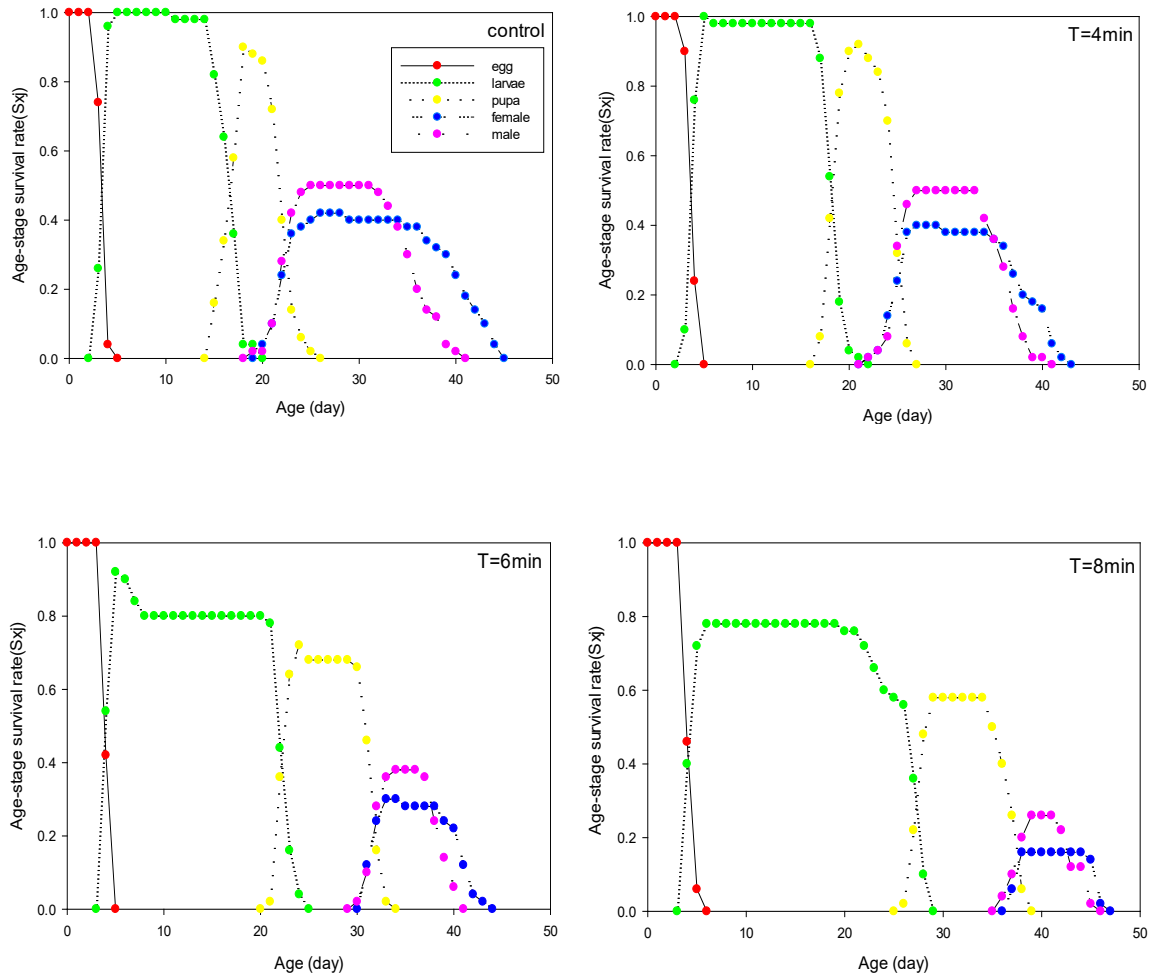 control
egg
larvae
pupa
female
male
Age-stage survival rate(Sxj)
1.0
0.8
0.6
0.4
0.2
0.0
0 10 20 30 40 50
Age (day)
T=4min
Age-stage survival rate(Sxj)
1.0
0.8
0.6
0.4
0.2
0.0
0 10 20 30 40 50
Age (day)
T=6min
Age-stage survival rate(Sxj)
1.0
0.8
0.6
0.4
0.2
0.0
0 10 20 30 40 50
Age (day)
T=8min
Age-stage survival rate(Sxj)
1.0
0.8
0.6
0.4
0.2
0.0
0 10 20 30 40 50
Age (day)